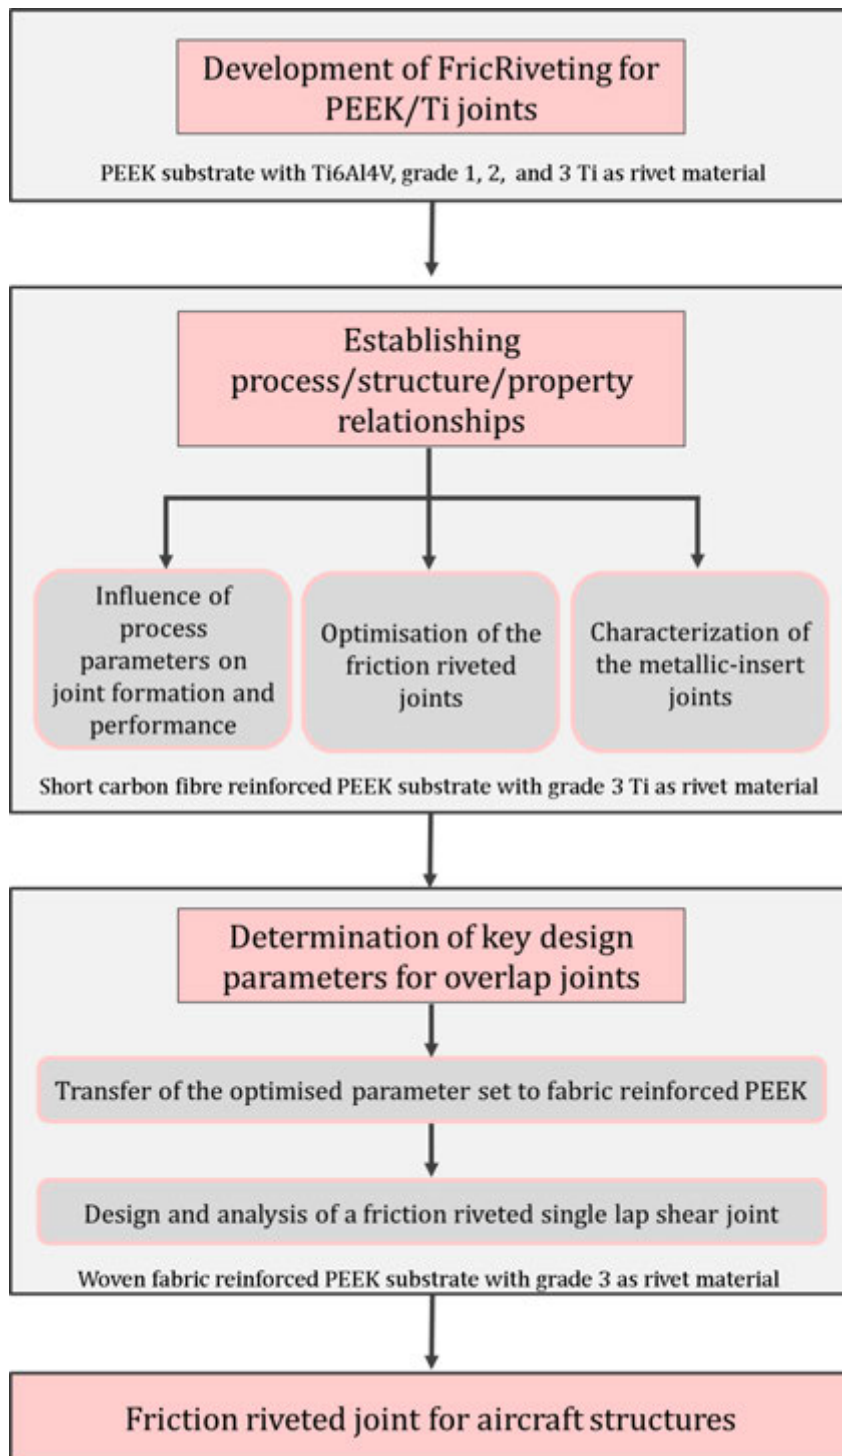 Development of FricRiveting for
PEEK/Ti joints
PEEK substrate with Ti6Al4V, grade 1, 2, and 3 Ti as rivet material
Establishing
process/structure/property
relationships
Influence of
process
parameters on
joint formation and
performance
Optimisation of the
friction riveted
joints
Characterization of
the metallic-insert
joints
Short carbon fibre reinforced PEEK substrate with grade 3 Ti as rivet material
Determination of key design
parameters for overlap joints
Transfer of the optimised parameter set to fabric reinforced PEEK
Design and analysis of a friction riveted single lap shear joint
Woven fabric reinforced PEEK substrate with grade 3 as rivet material
Friction riveted joint for aircraft structures